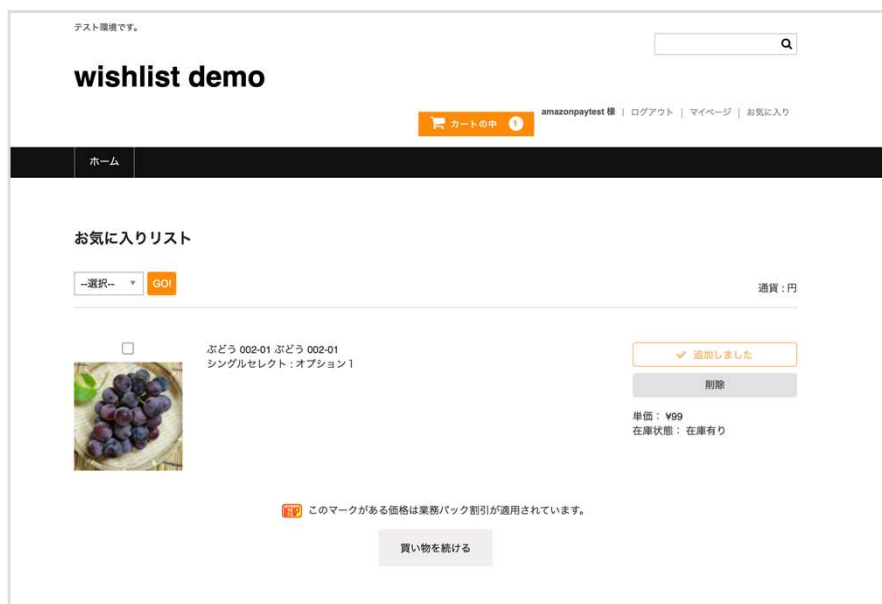 テスト環境です。
wishlist demo
カートの中 1
amazonpaytest 様 | ログアウト | マイページ | お気に入り
ホーム
お気に入りリスト
--選択-- GO!
通貨 : 円
ぶどう 002-01 ぶどう 002-01
シングルセレクト : オプション 1
追加しました
削除
単価： ¥99
在庫状態： 在庫有り
GP このマークがある価格は業務パック割引が適用されています。
買い物を続ける